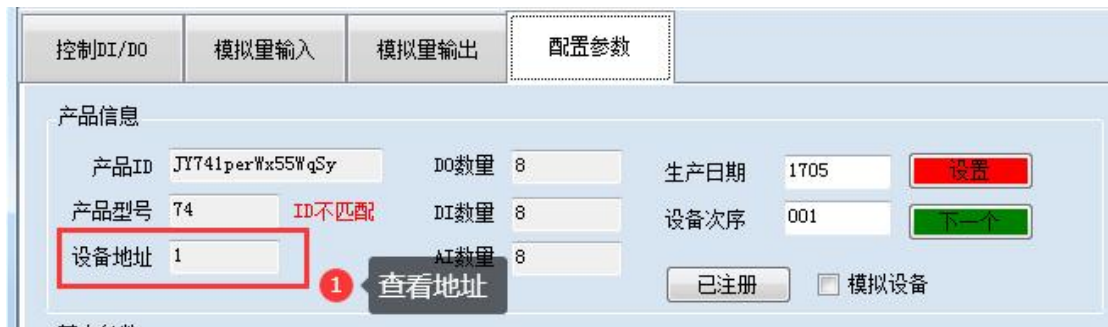 控制DI/DO 模拟量输入 模拟量输出 配置参数
产品信息
产品ID JY741perWx55WqSy DO数量 8 生产日期 1705 设置
产品型号 74 ID不匹配 DI数量 8 设备次序 001 下一个
设备地址 1 AI数量 8
1 查看地址 已注册 模拟设备